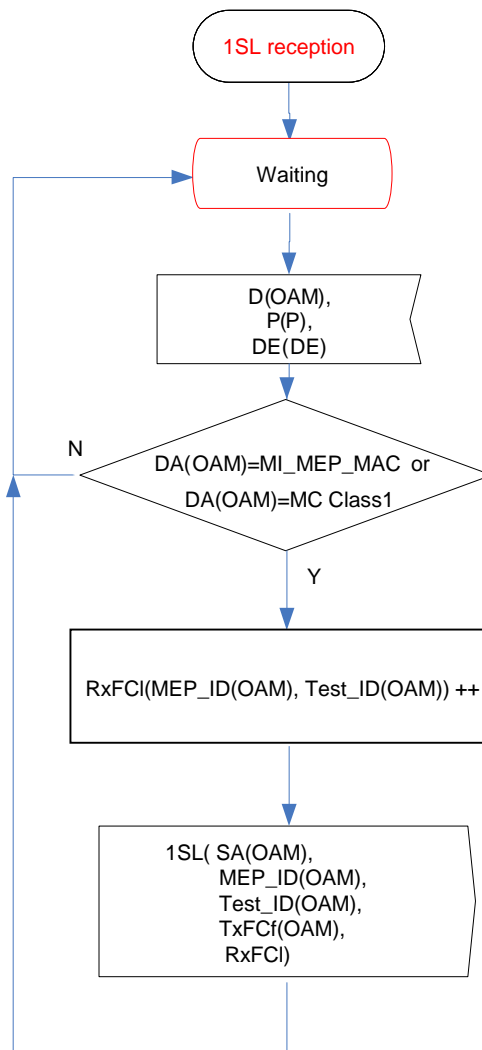 1SL reception
Waiting
D(OAM),
P(P),
DE(DE)
N
DA(OAM)=MI_MEP_MAC or
DA(OAM)=MC Class1
Y
RxFCl(MEP_ID(OAM), Test_ID(OAM)) ++
1SL( SA(OAM),
MEP_ID(OAM),
Test_ID(OAM),
TxFCf(OAM),
RxFCl)